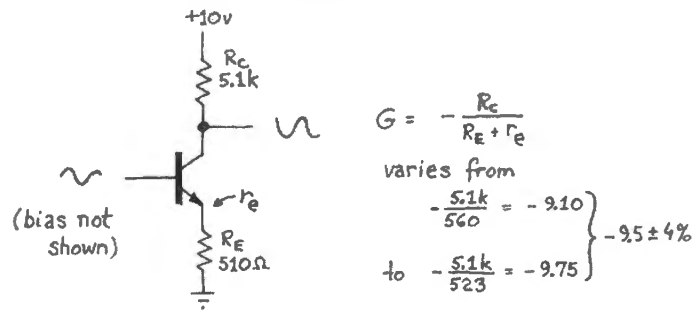 +10v
Rc
5.1k
re
(bias not
shown)
RE
510Ω
G = - Rc / RE + re
varies from
- 5.1k / 560 = - 9.10
to - 5.1k / 523 = - 9.75
- 9.5 ± 4%